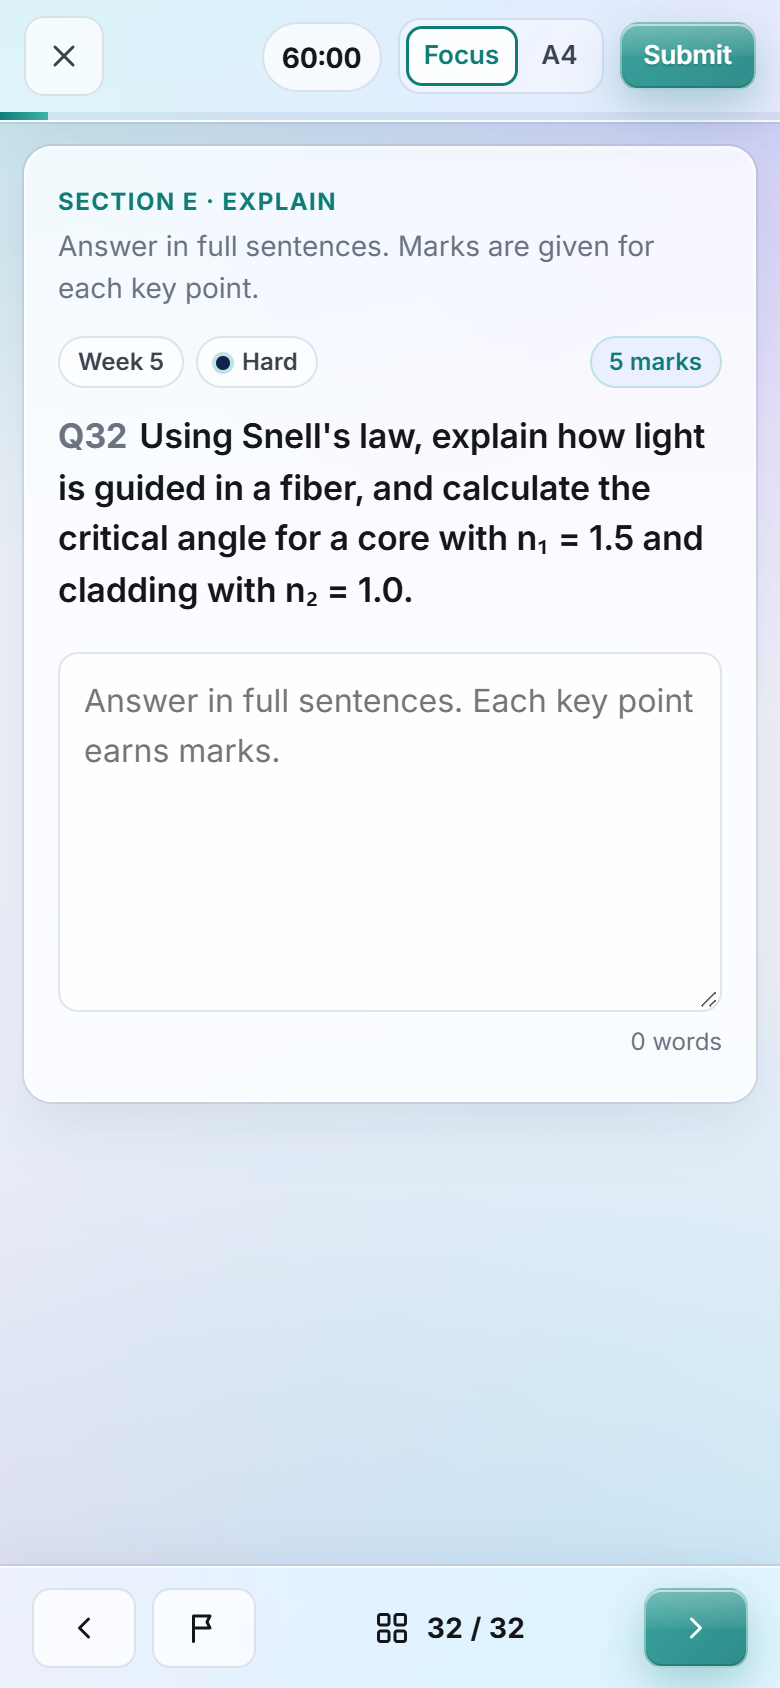 60:00
Focus
A4
Submit
SECTION E · EXPLAIN
Answer in full sentences. Marks are given for
each key point.
Week 5
Hard
5 marks
Q32 Using Snell's law, explain how light
is guided in a fiber, and calculate the
critical angle for a core with n₁ = 1.5 and
cladding with n₂ = 1.0.
Answer in full sentences. Each key point
earns marks.
0 words
32 / 32